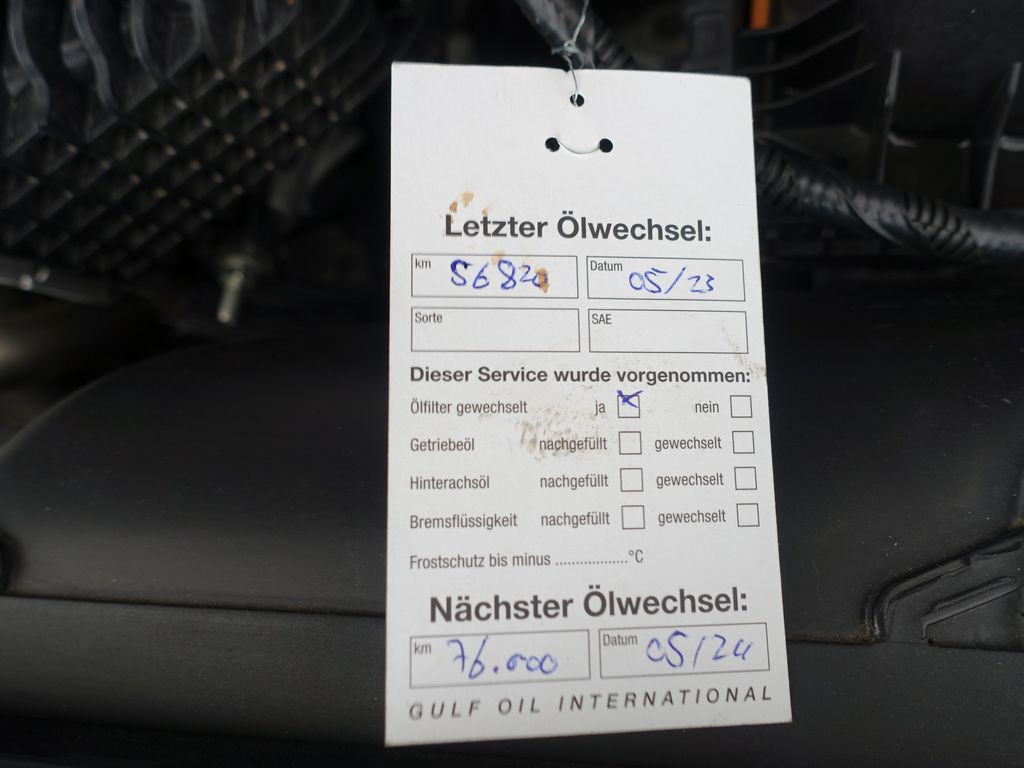 Letzter Ölwechsel:
km 56820 Datum 05/23
Sorte SAE
Dieser Service wurde vorgenommen:
Ölfilter gewechselt ja nein
Getriebeöl nachgefüllt gewechselt
Hinterachsöl nachgefüllt gewechselt
Bremsflüssigkeit nachgefüllt gewechselt
Frostschutz bis minus ..................°C
Nächster Ölwechsel:
km 76.000 Datum 05/24
GULF OIL INTERNATIONAL